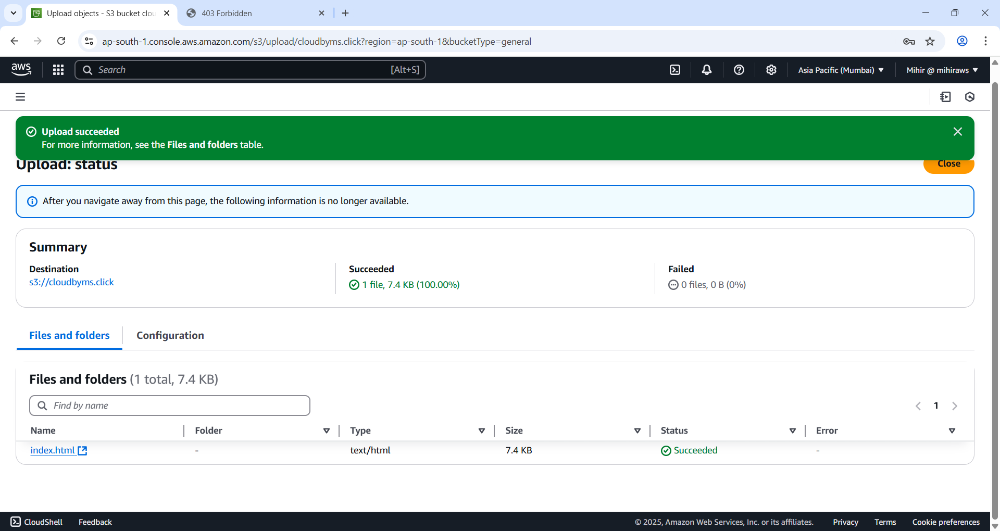 Upload objects - S3 bucket clou
403 Forbidden
ap-south-1.console.aws.amazon.com/s3/upload/cloudbyms.click?region=ap-south-1&bucketType=general
aws
Search
[Alt+S]
Asia Pacific (Mumbai)
Mihir @ mihiraws
Upload succeeded
For more information, see the Files and folders table.
Upload: status
Close
After you navigate away from this page, the following information is no longer available.
Summary
Destination
s3://cloudbyms.click
Succeeded
1 file, 7.4 KB (100.00%)
Failed
0 files, 0 B (0%)
Files and folders
Configuration
Files and folders (1 total, 7.4 KB)
Find by name
1
Name Folder Type Size Status Error
index.html - text/html 7.4 KB Succeeded -
CloudShell Feedback © 2025, Amazon Web Services, Inc. or its affiliates. Privacy Terms Cookie preferences